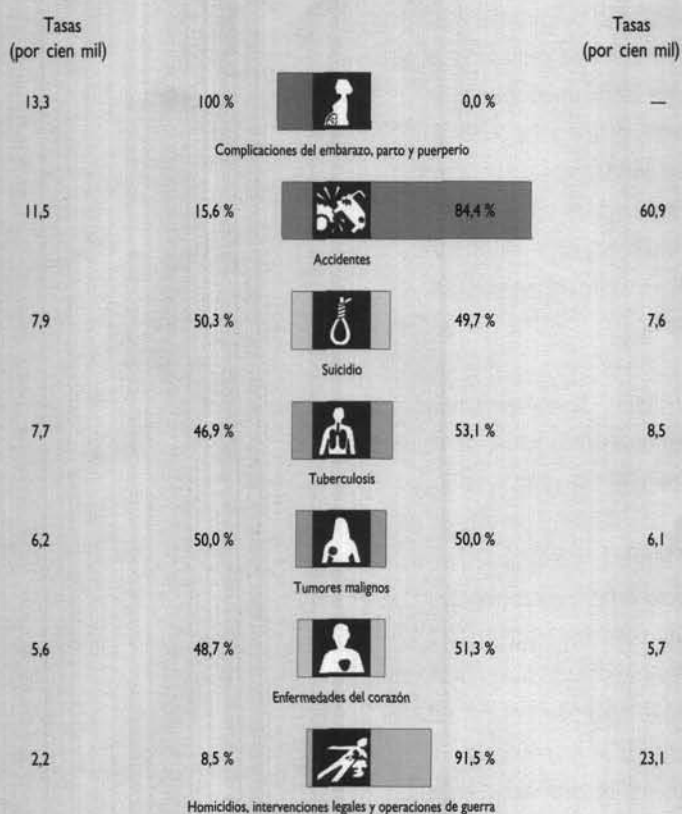 Tasas Tasas
(por cien mil) (por cien mil)
13,3 100 % 0,0 % —
Complicaciones del embarazo, parto y puerperio
11,5 15,6 % 84,4 % 60,9
Accidentes
7,9 50,3 % 49,7 % 7,6
Suicidio
7,7 46,9 % 53,1 % 8,5
Tuberculosis
6,2 50,0 % 50,0 % 6,1
Tumores malignos
5,6 48,7 % 51,3 % 5,7
Enfermedades del corazón
2,2 8,5 % 91,5 % 23,1
Homicidios, intervenciones legales y operaciones de guerra